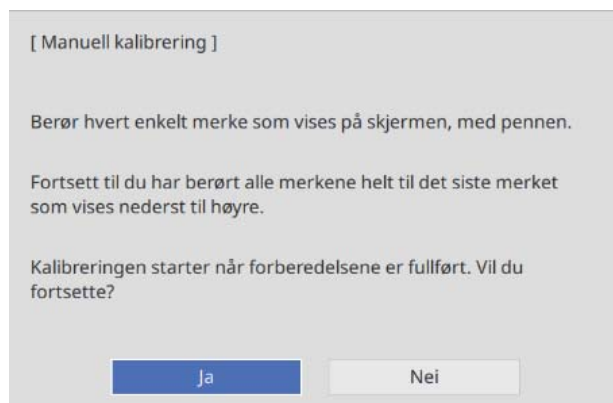 [ Manuell kalibrering ]
Berør hvert enkelt merke som vises på skjermen, med pennen.
Fortsett til du har berørt alle merkene helt til det siste merket
som vises nederst til høyre.
Kalibreringen starter når forberedelsene er fullført. Vil du
fortsette?
Ja
Nei